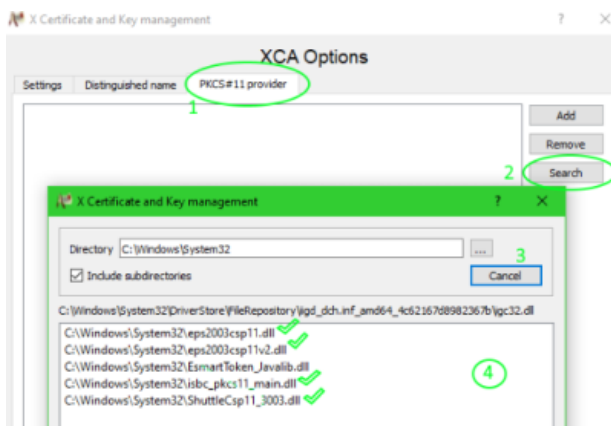 X Certificate and Key management
XCA Options
Settings Distinguished name PKCS#11 provider
1
Add
Remove
2 Search
X Certificate and Key management
Directory C:\Windows\System32 ...
3
Include subdirectories Cancel
C:\Windows\System32\DriverStore\FileRepository\igd_dch.inf_amd64_4c62167d8982367b\igc32.dll
C:\Windows\System32\eps2003csp11.dll
C:\Windows\System32\eps2003csp11v2.dll
C:\Windows\System32\EsmartToken_Javalib.dll
C:\Windows\System32\isbc_pkcs11_main.dll
C:\Windows\System32\ShuttleCsp11_3003.dll
4